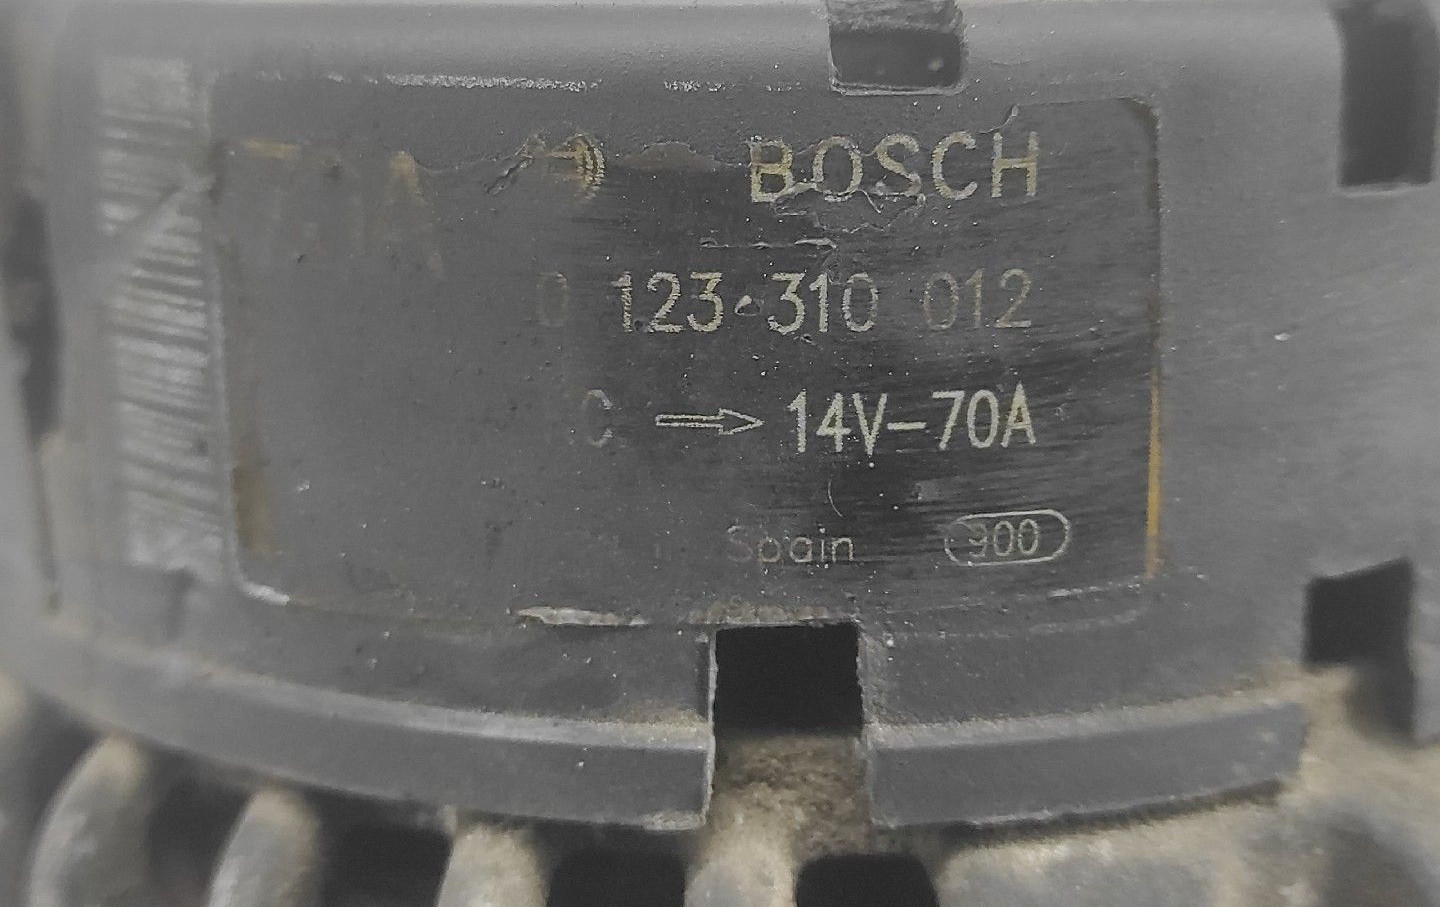 BOSCH
0 123 310 012
C → 14V-70A
Spain 900